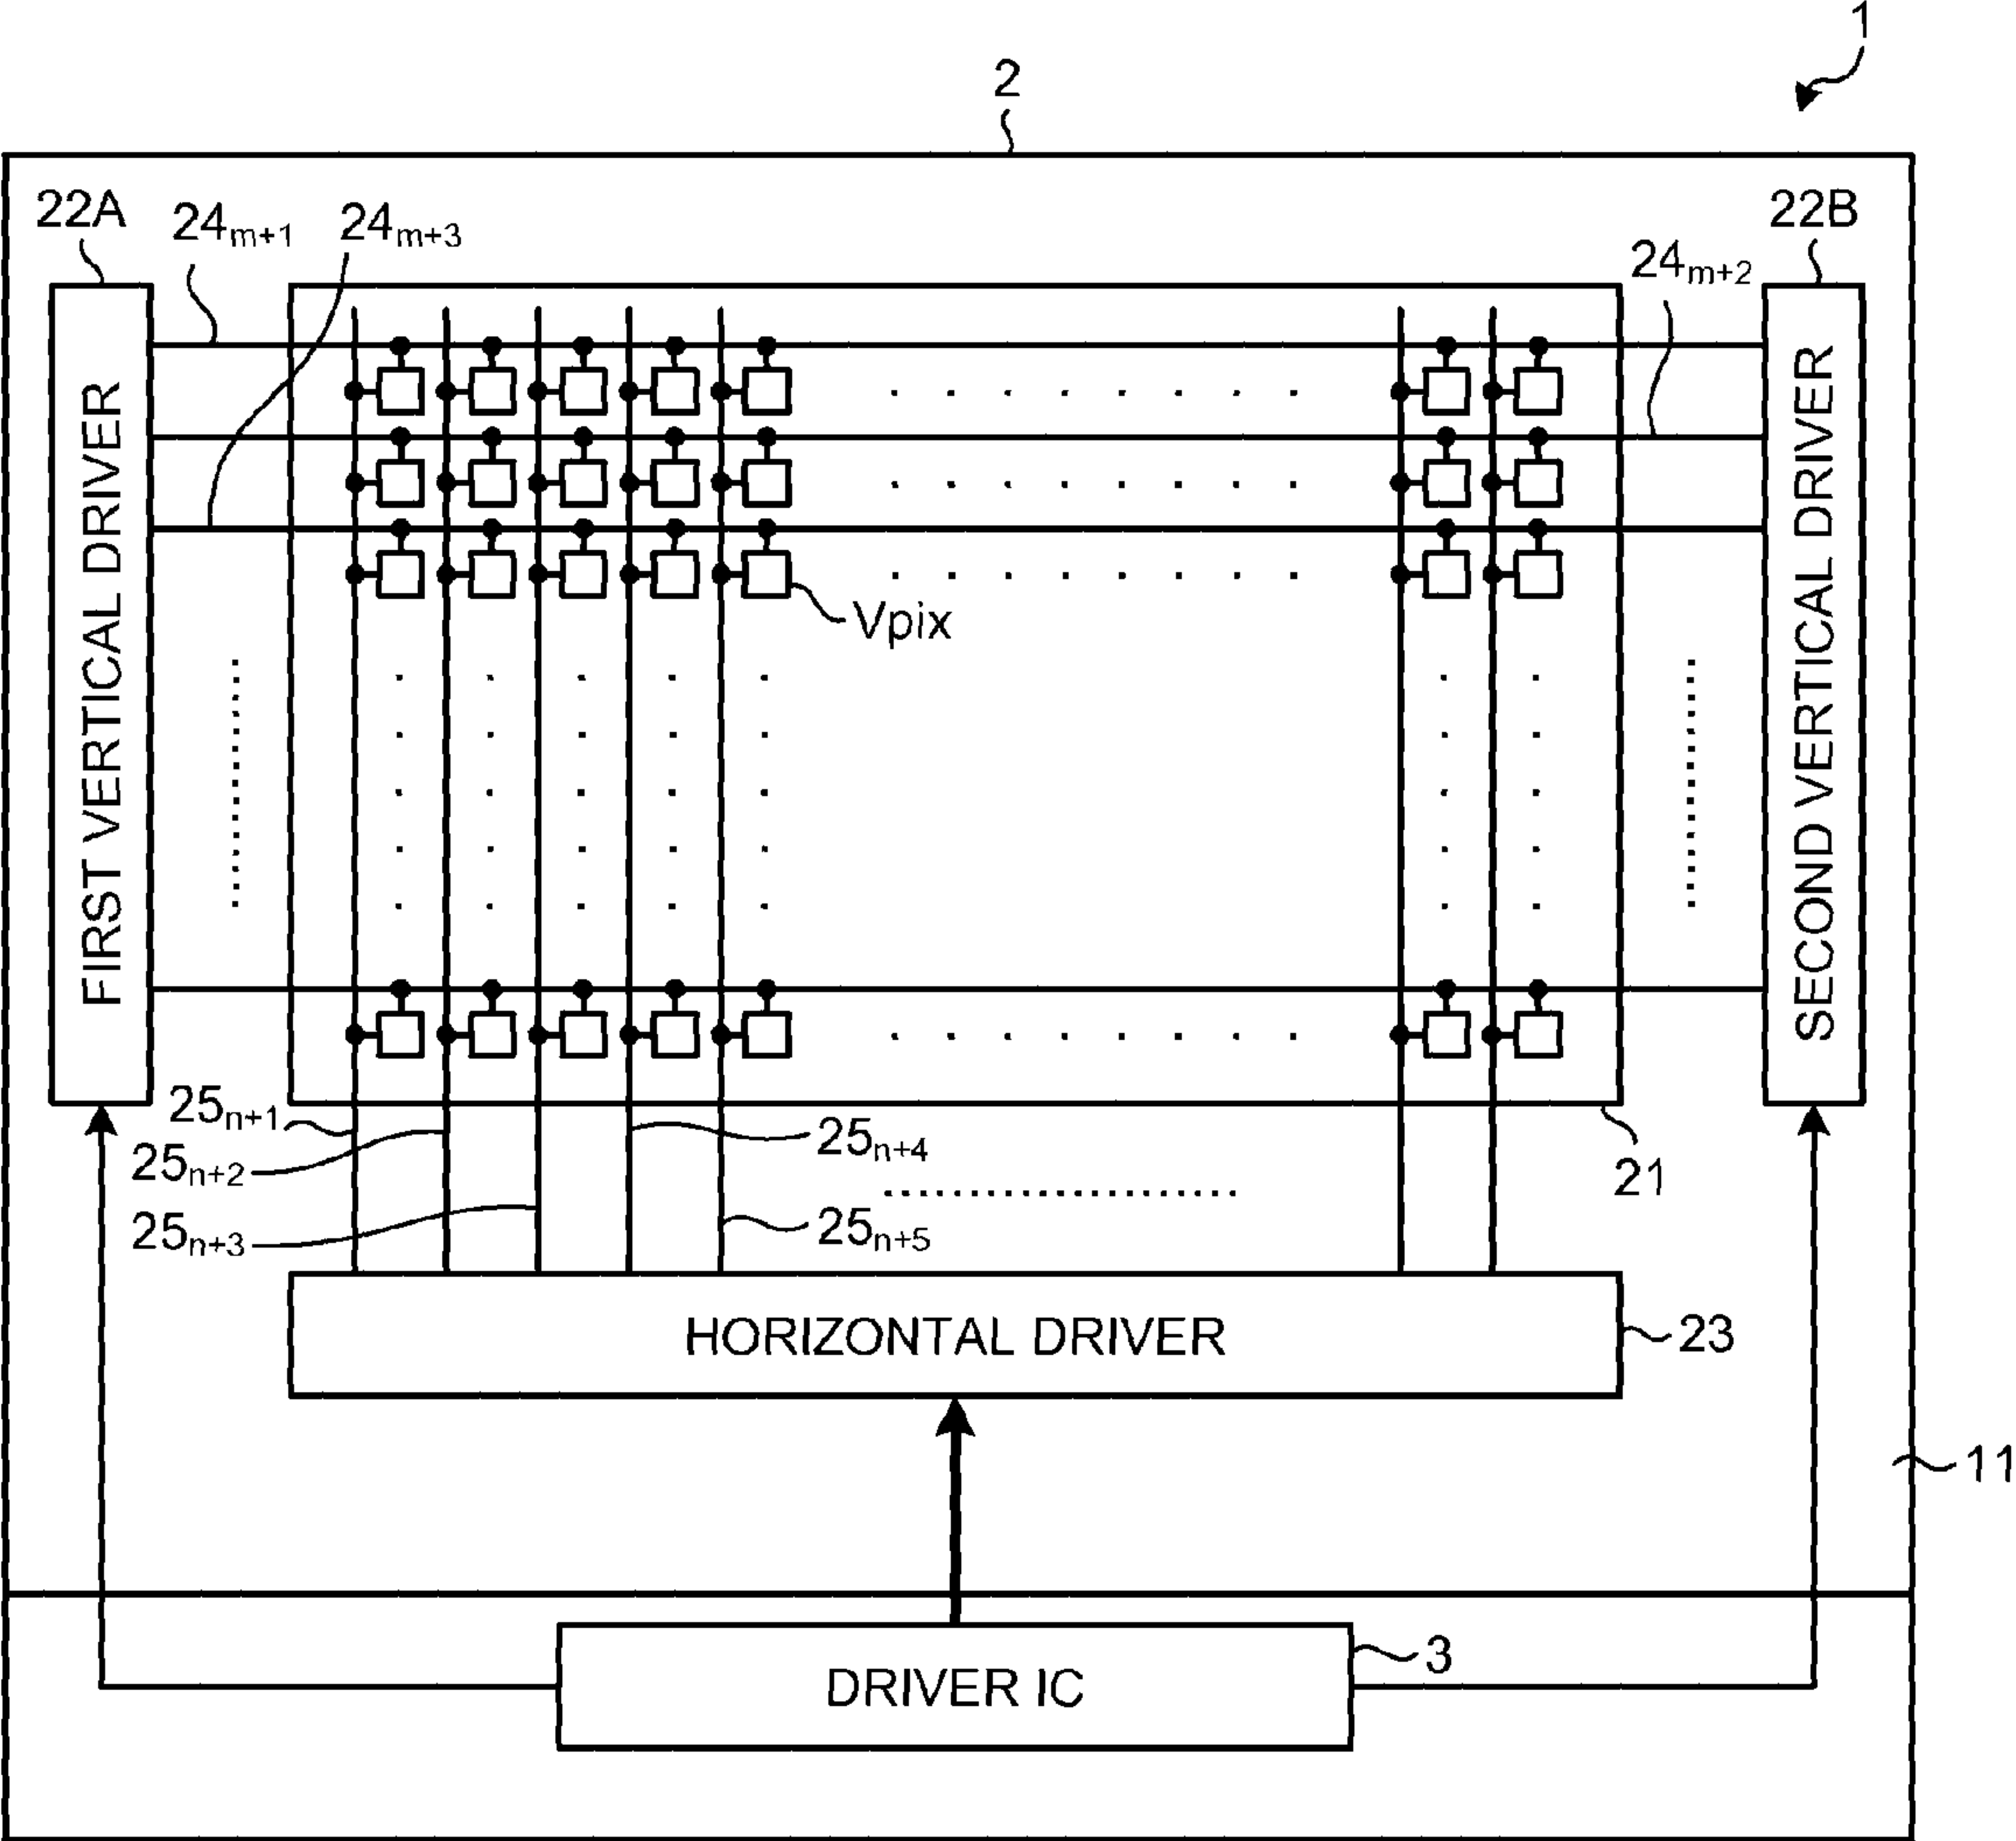 1
2
22A
24m+1
24m+3
22B
24m+2
FIRST VERTICAL DRIVER
SECOND VERTICAL DRIVER
Vpix
25n+1
25n+2
25n+3
25n+4
25n+5
21
HORIZONTAL DRIVER
23
11
DRIVER IC
3